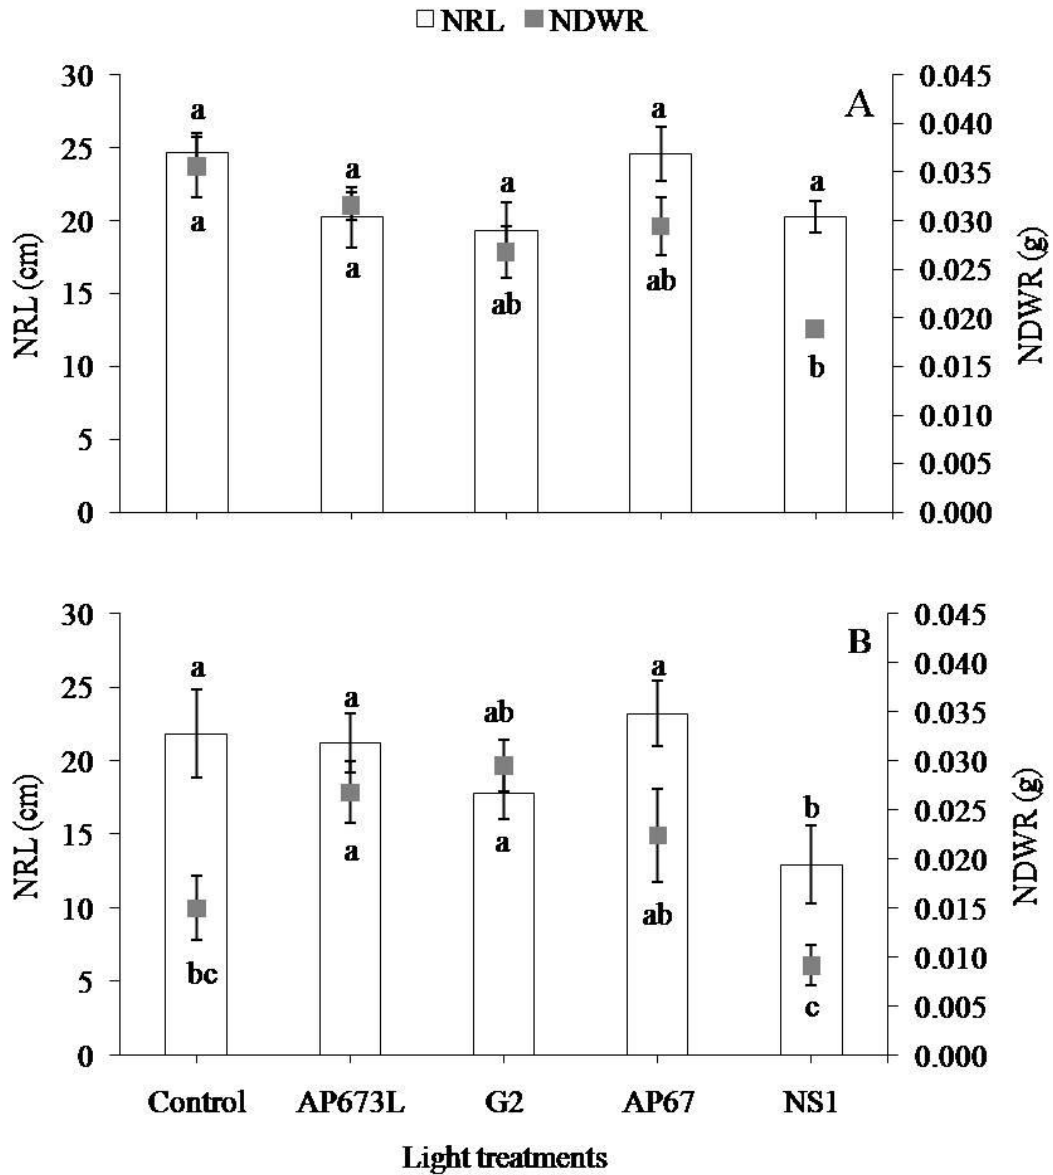 NRL NDWR
30 0.045
a a A
0.040
25 a a a 0.035
a
20 0.030
a ab
0.025
15 ab
0.020
b
10 0.015
0.010
5
0.005
0 0.000
NRL (cm)
NDWR (g)
30 0.045
B
a a 0.040
25 a ab 0.035
20 0.030
0.025
15 a a b
0.020
ab
10 0.015
bc
5 0.010
c 0.005
0 0.000
NRL (cm)
NDWR (g)
Control AP673L G2 AP67 NS1
Light treatments